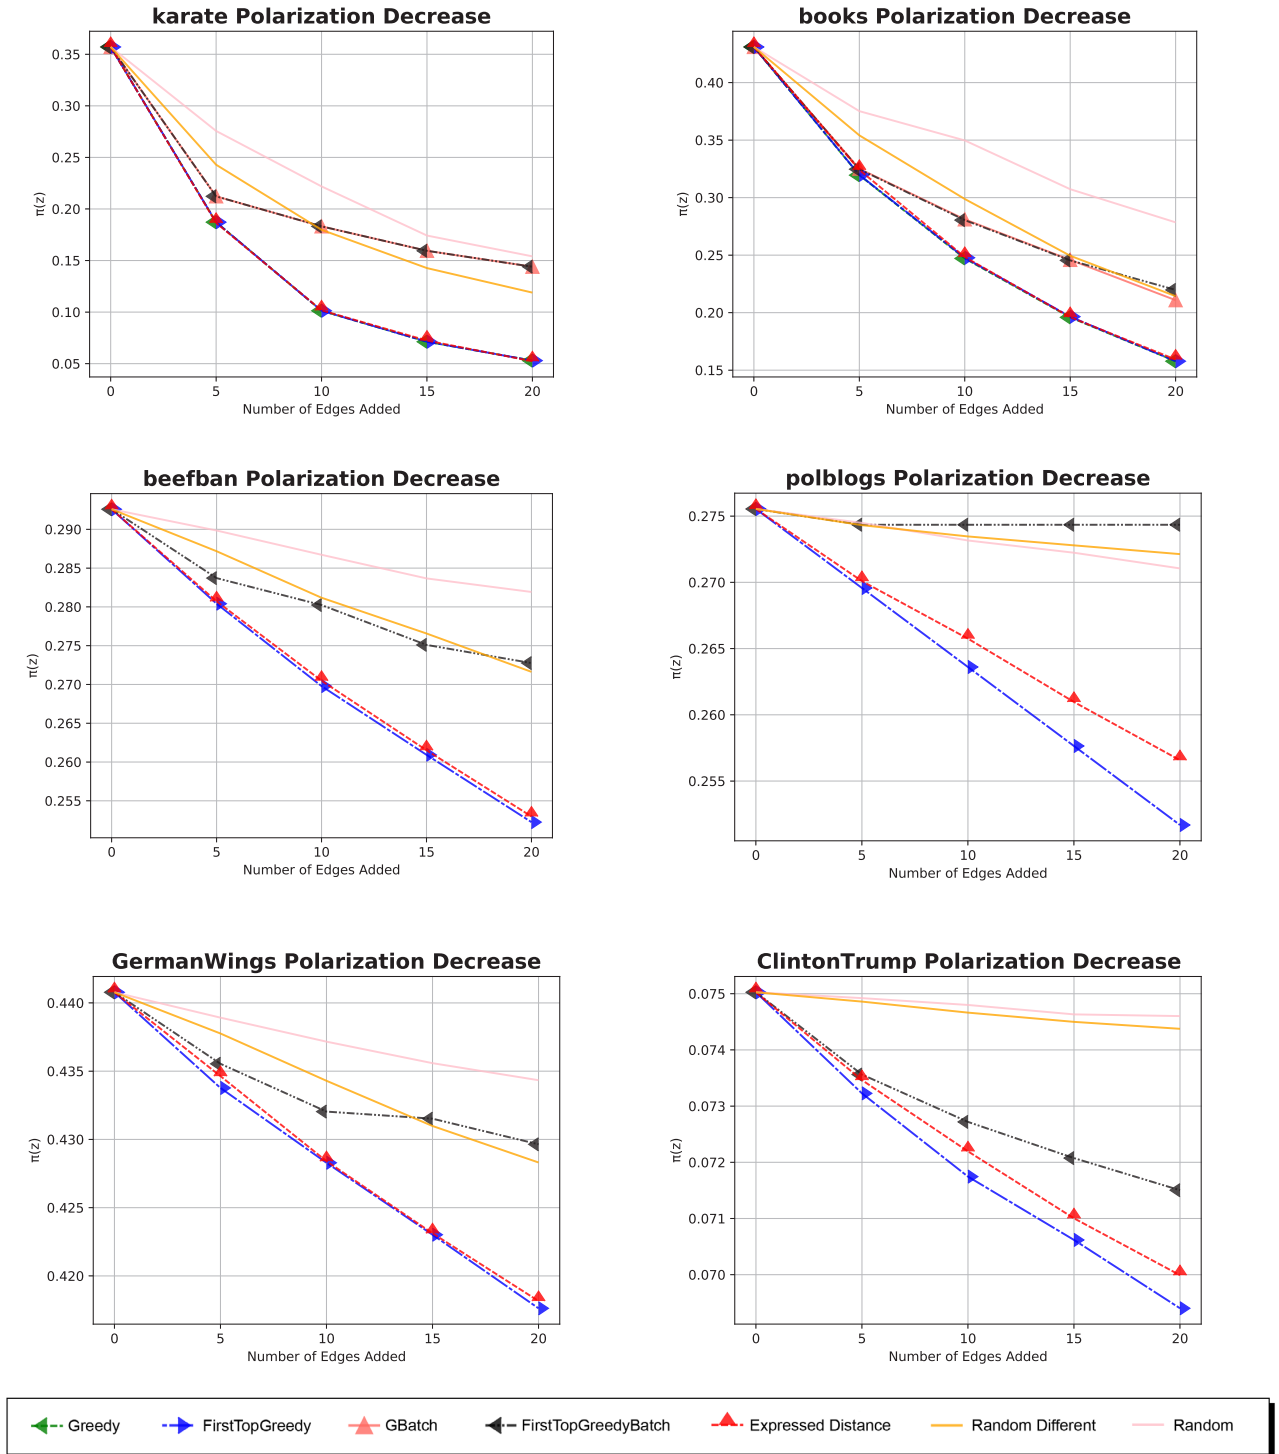 karate Polarization Decrease
0.35
0.30
0.25
0.20
0.15
0.10
0.05
π(z)
0 5 10 15 20
Number of Edges Added
books Polarization Decrease
0.40
0.35
0.30
0.25
0.20
0.15
π(z)
0 5 10 15 20
Number of Edges Added
beefban Polarization Decrease
0.290
0.285
0.280
0.275
0.270
0.265
0.260
0.255
π(z)
0 5 10 15 20
Number of Edges Added
polblogs Polarization Decrease
0.275
0.270
0.265
0.260
0.255
π(z)
0 5 10 15 20
Number of Edges Added
GermanWings Polarization Decrease
0.440
0.435
0.430
0.425
0.420
π(z)
0 5 10 15 20
Number of Edges Added
ClintonTrump Polarization Decrease
0.075
0.074
0.073
0.072
0.071
0.070
π(z)
0 5 10 15 20
Number of Edges Added
Greedy FirstTopGreedy GBatch FirstTopGreedyBatch Expressed Distance Random Different Random